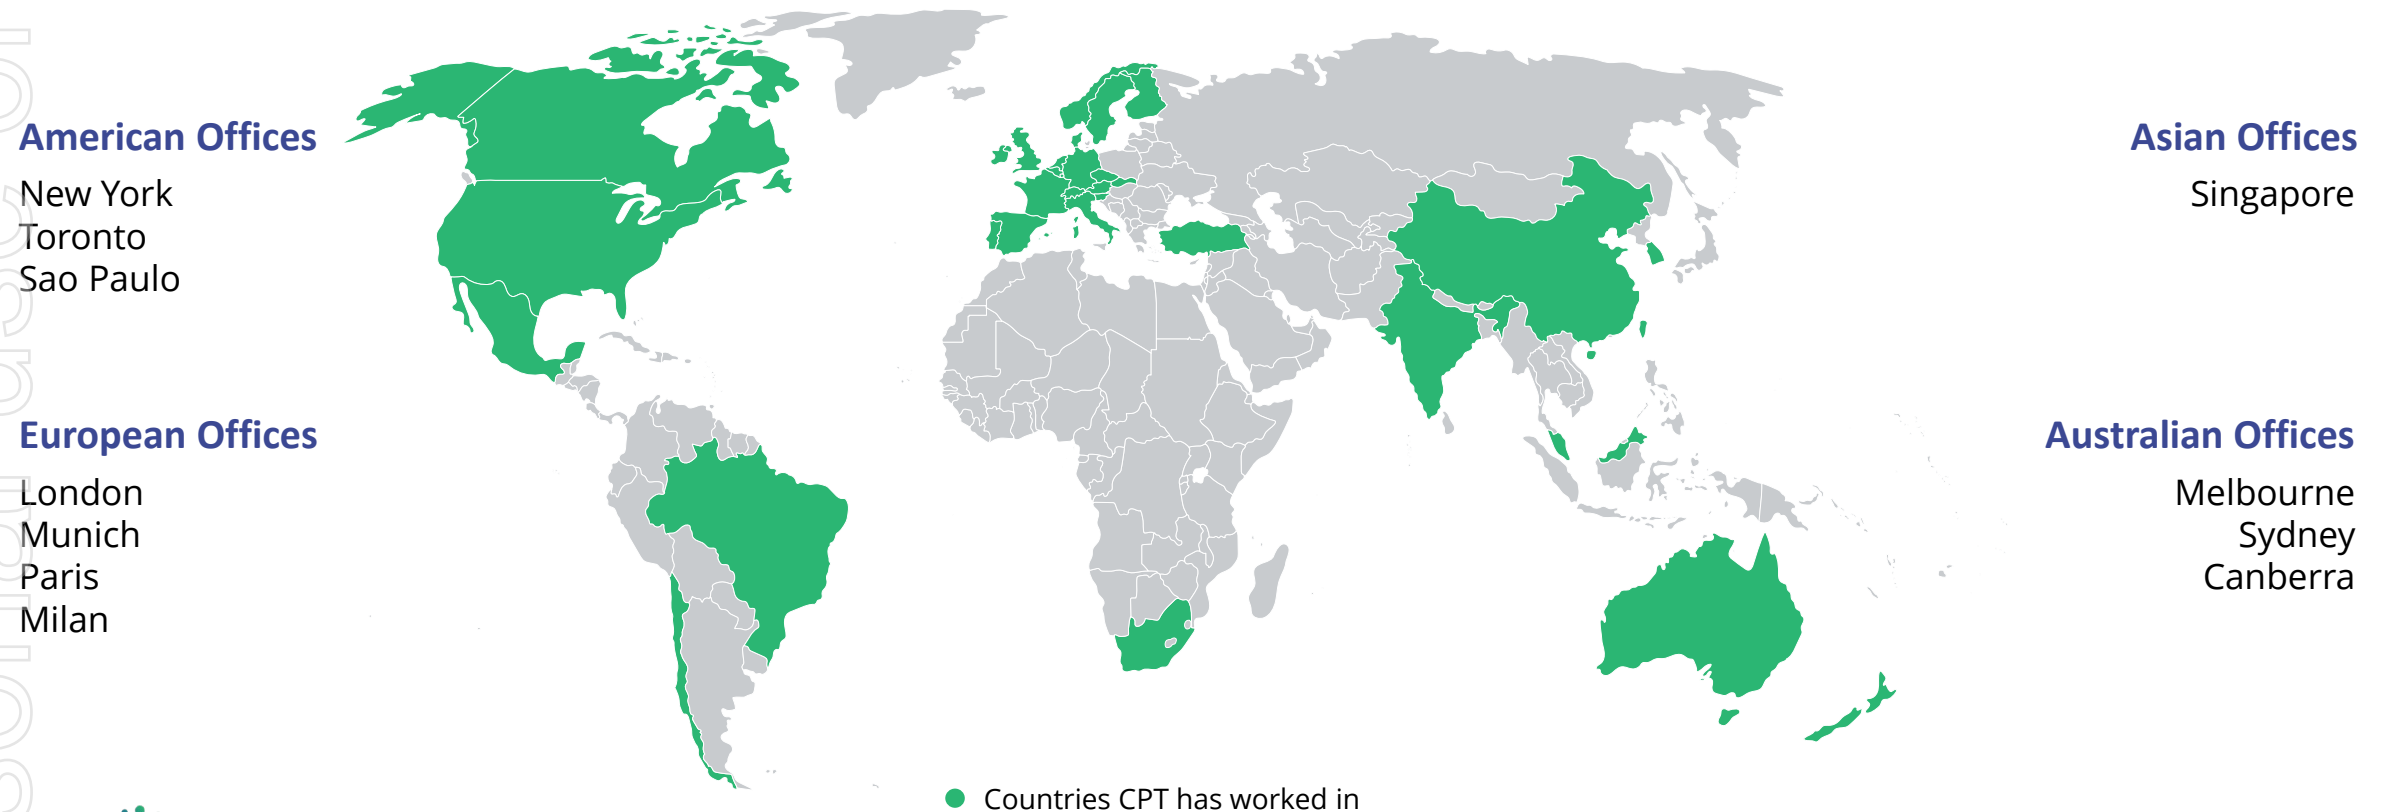 American Offices
New York
Toronto
Sao Paulo
European Offices
London
Munich
Paris
Milan
Asian Offices
Singapore
Australian Offices
Melbourne
Sydney
Canberra
Countries CPT has worked in